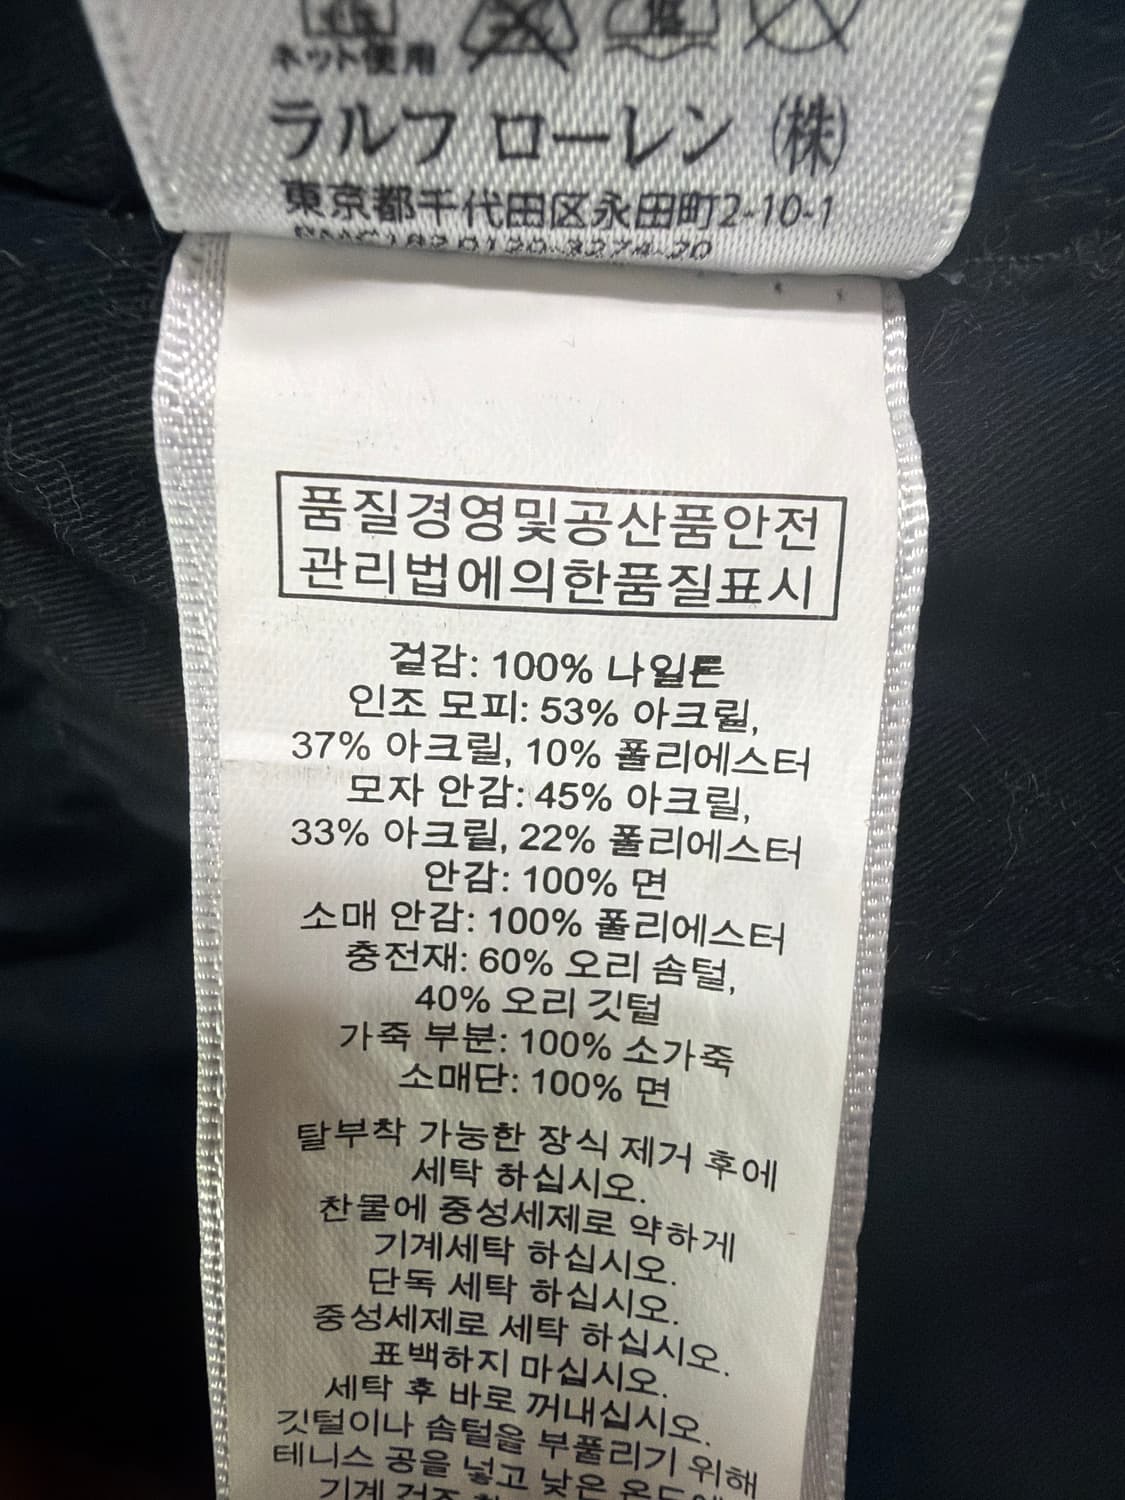 ネット使用
ラルフ ローレン (株)
東京都千代田区永田町2-10-1
품질경영및공산품안전
관리법에의한품질표시
겉감: 100% 나일론
인조 모피: 53% 아크릴,
37% 아크릴, 10% 폴리에스터
모자 안감: 45% 아크릴,
33% 아크릴, 22% 폴리에스터
안감: 100% 면
소매 안감: 100% 폴리에스터
충전재: 60% 오리 솜털,
40% 오리 깃털
가죽 부분: 100% 소가죽
소매단: 100% 면
탈부착 가능한 장식 제거 후에
세탁 하십시오.
찬물에 중성세제로 약하게
기계세탁 하십시오.
단독 세탁 하십시오.
중성세제로 세탁 하십시오.
표백하지 마십시오.
세탁 후 바로 꺼내십시오.
깃털이나 솜털을 부풀리기 위해
테니스 공을 넣고 낮은 온도에
기계 건조